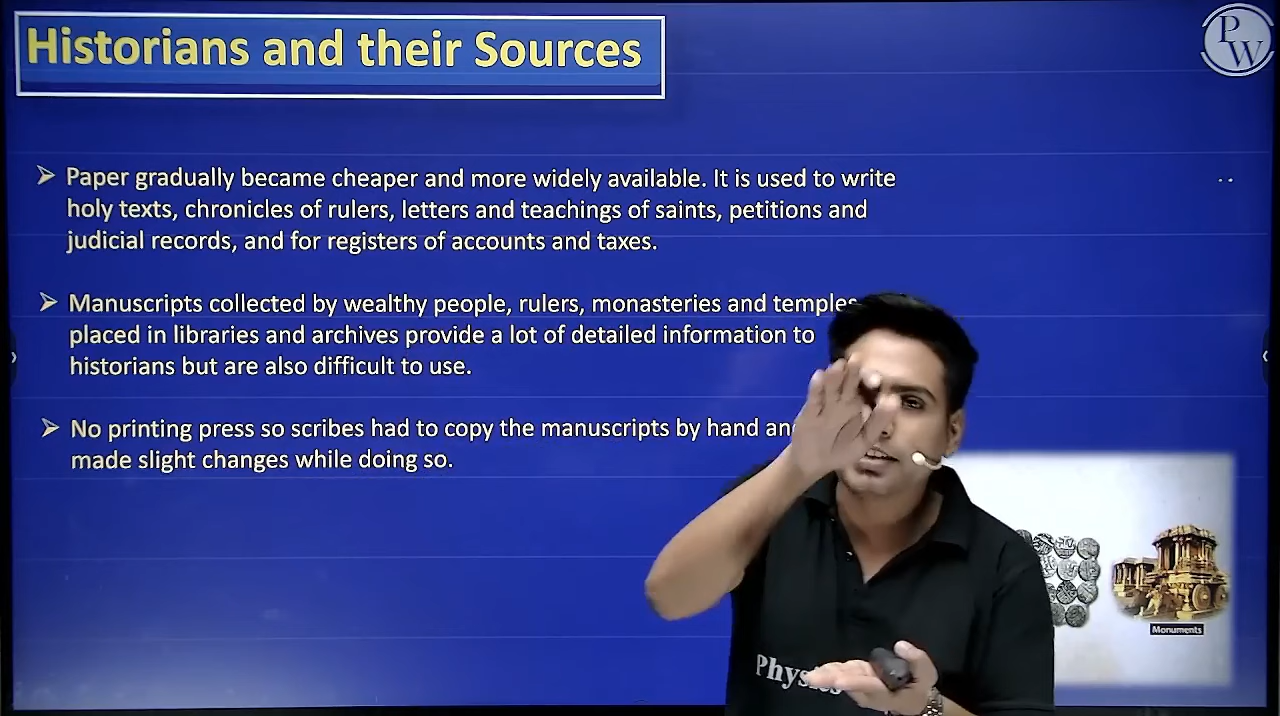 Historians and their Sources
P
W
Paper gradually became cheaper and more widely available. It is used to write
holy texts, chronicles of rulers, letters and teachings of saints, petitions and
judicial records, and for registers of accounts and taxes.
Manuscripts collected by wealthy people, rulers, monasteries and temples
placed in libraries and archives provide a lot of detailed information to
historians but are also difficult to use.
No printing press so scribes had to copy the manuscripts by hand and
made slight changes while doing so.
Monuments
Physics